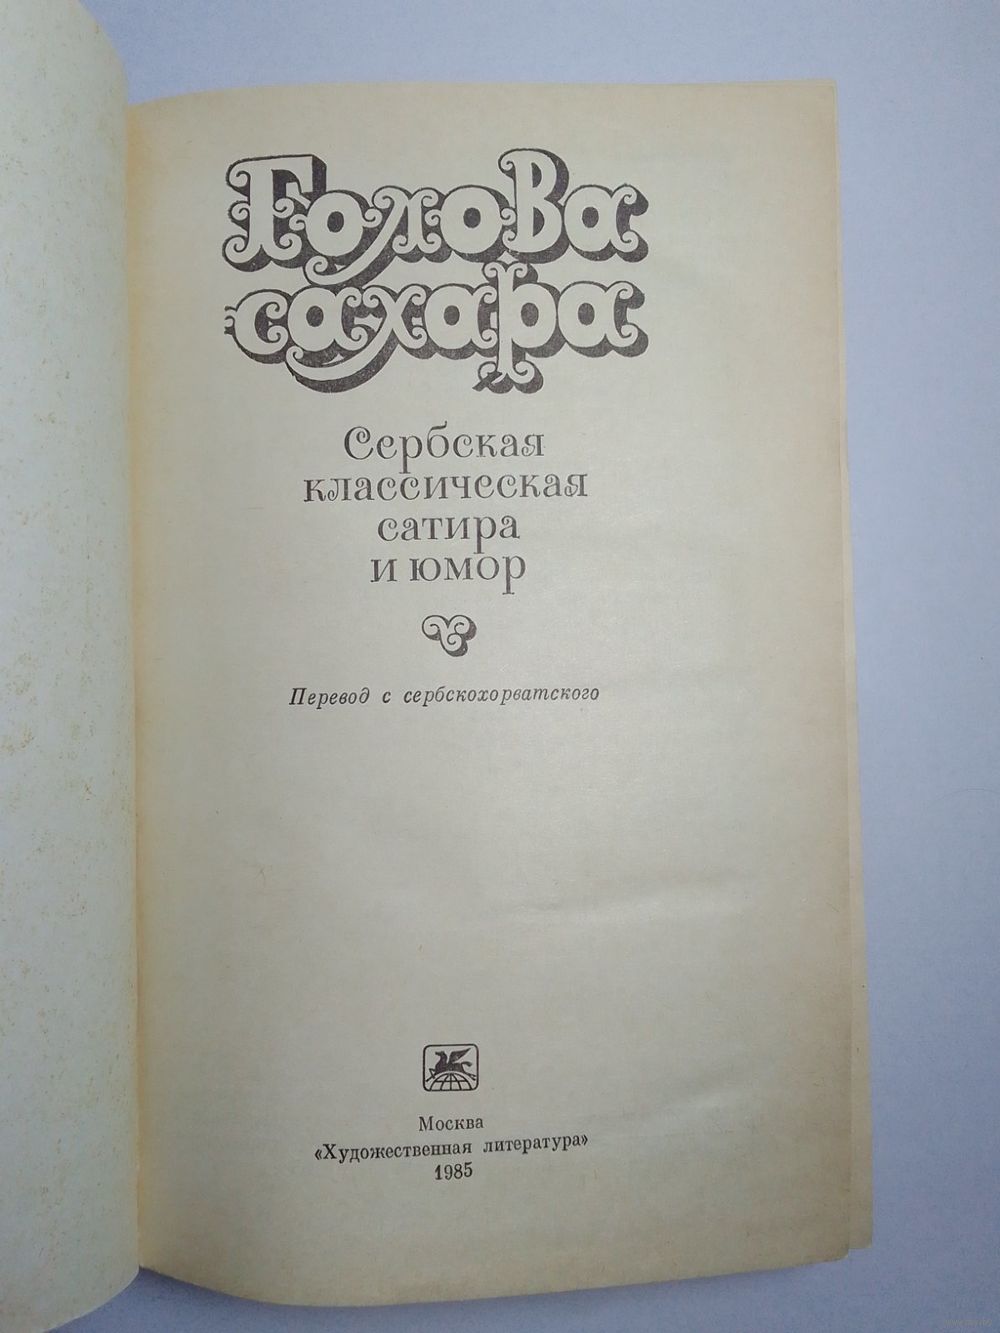 Голова
сахара
Сербская
классическая
сатира
и юмор
Перевод с сербскохорватского
Москва
«Художественная литература»
1985